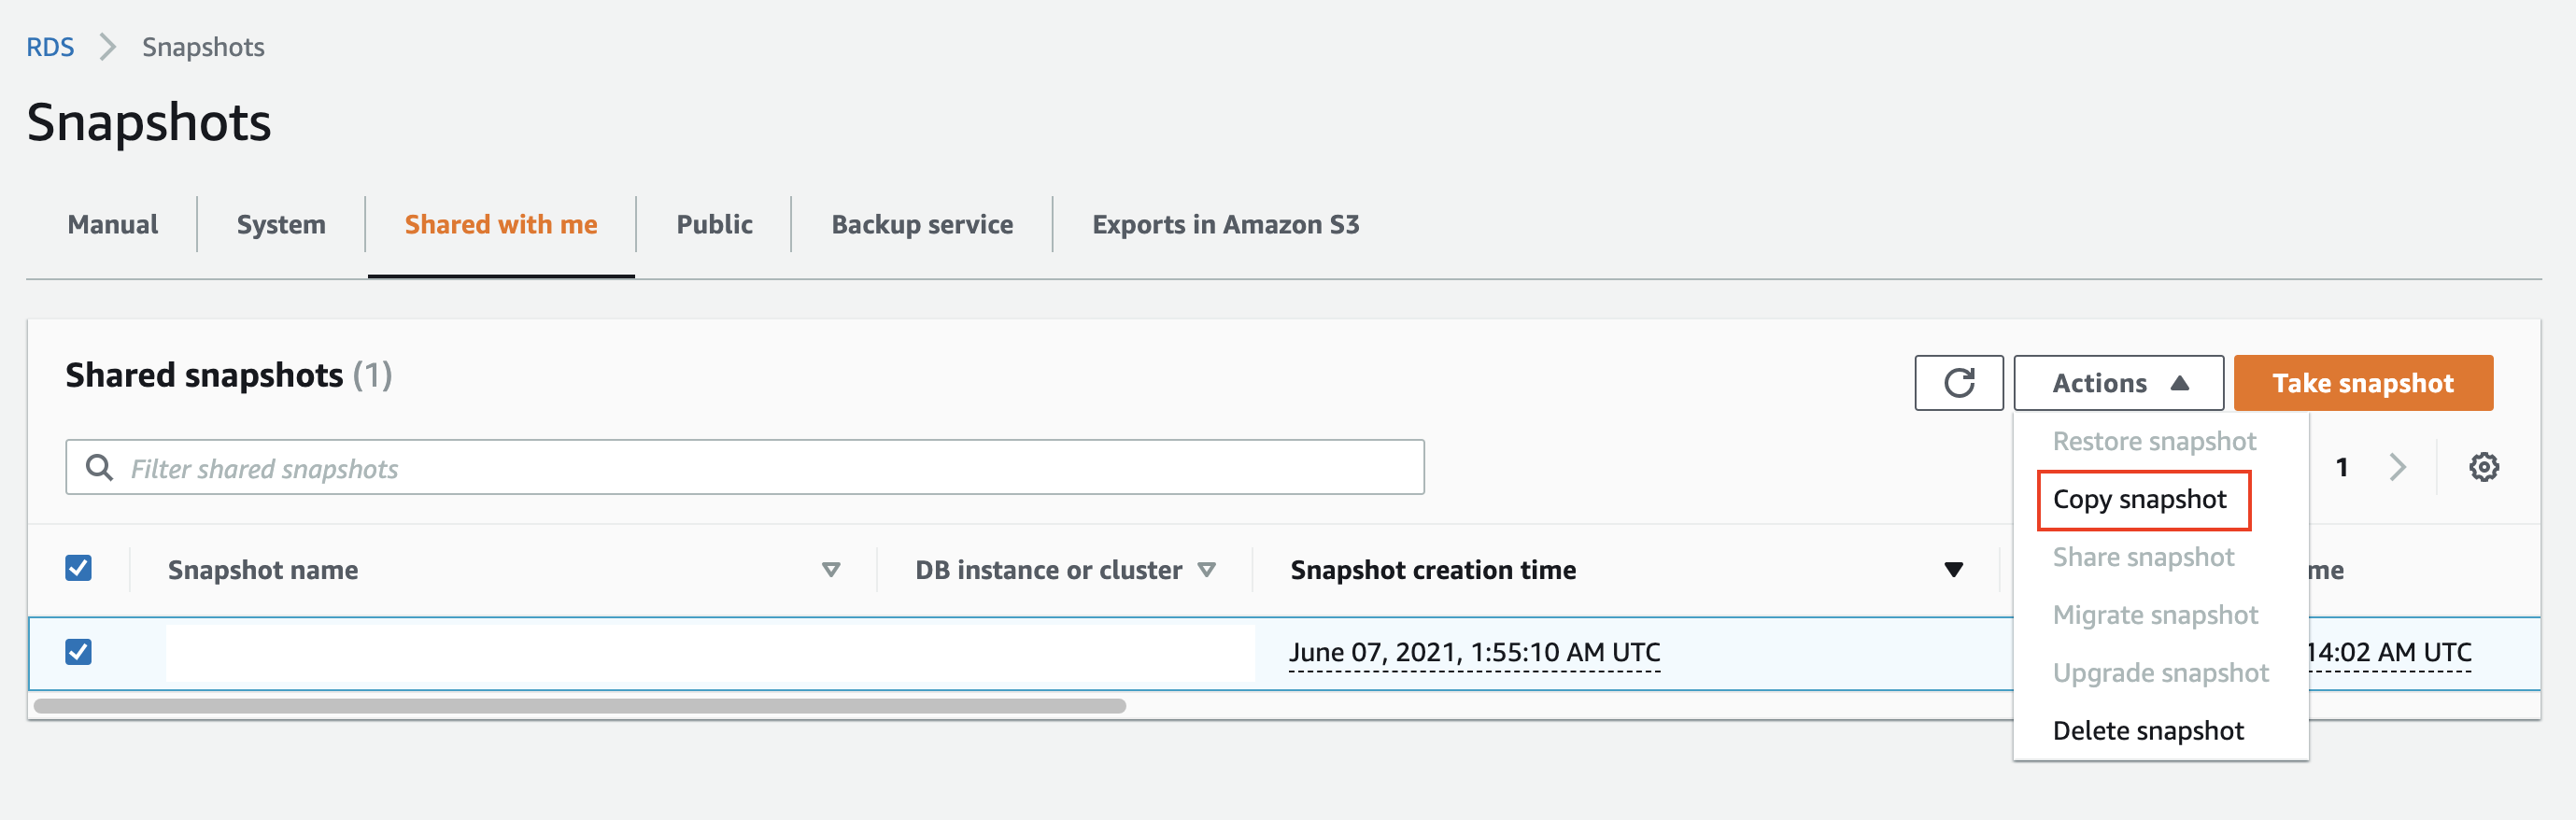 RDS > Snapshots
Snapshots
Manual System Shared with me Public Backup service Exports in Amazon S3
Shared snapshots (1)
Actions Take snapshot
Filter shared snapshots
1
Restore snapshot
Copy snapshot
Share snapshot
Migrate snapshot
Upgrade snapshot
Delete snapshot
Snapshot name DB instance or cluster Snapshot creation time me
June 07, 2021, 1:55:10 AM UTC 14:02 AM UTC